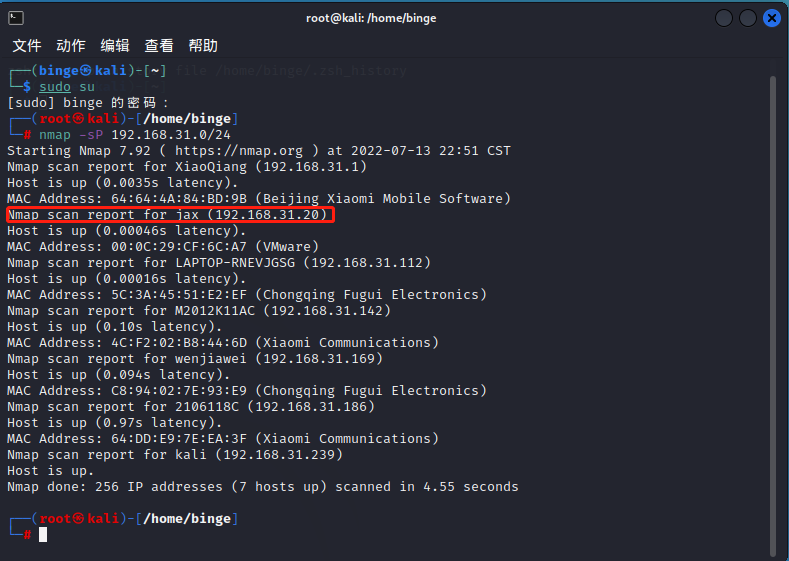 root@kali: /home/binge
文件 动作 编辑 查看 帮助
┌──(binge㉿kali)-[~] file /home/binge/.zsh_history
└─$ sudo su
[sudo] binge 的密码：
┌──(root㉿kali)-[/home/binge]
└─# nmap -sP 192.168.31.0/24
Starting Nmap 7.92 ( https://nmap.org ) at 2022-07-13 22:51 CST
Nmap scan report for XiaoQiang (192.168.31.1)
Host is up (0.0035s latency).
MAC Address: 64:64:4A:84:BD:9B (Beijing Xiaomi Mobile Software)
Nmap scan report for jax (192.168.31.20)
Host is up (0.00046s latency).
MAC Address: 00:0C:29:CF:6C:A7 (VMware)
Nmap scan report for LAPTOP-RNEVJGSG (192.168.31.112)
Host is up (0.00016s latency).
MAC Address: 5C:3A:45:51:E2:EF (Chongqing Fugui Electronics)
Nmap scan report for M2012K11AC (192.168.31.142)
Host is up (0.10s latency).
MAC Address: 4C:F2:02:B8:44:6D (Xiaomi Communications)
Nmap scan report for wenjiawei (192.168.31.169)
Host is up (0.094s latency).
MAC Address: C8:94:02:7E:93:E9 (Chongqing Fugui Electronics)
Nmap scan report for 2106118C (192.168.31.186)
Host is up (0.97s latency).
MAC Address: 64:DD:E9:7E:EA:3F (Xiaomi Communications)
Nmap scan report for kali (192.168.31.239)
Host is up.
Nmap done: 256 IP addresses (7 hosts up) scanned in 4.55 seconds
┌──(root㉿kali)-[/home/binge]
└─#